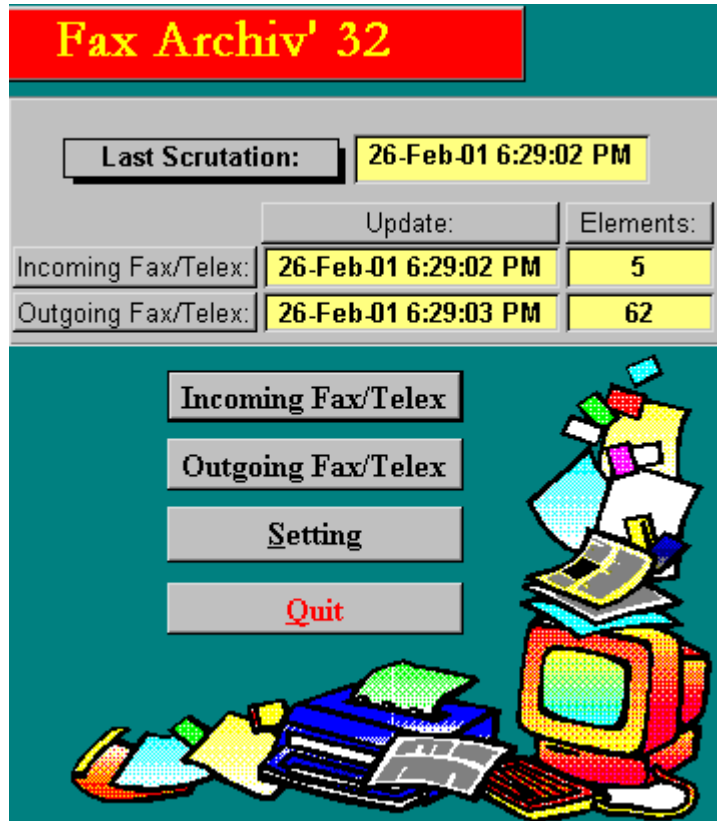 Fax Archiv' 32
Last Scrutation: 26-Feb-01 6:29:02 PM
Update: Elements:
Incoming Fax/Telex: 26-Feb-01 6:29:02 PM 5
Outgoing Fax/Telex: 26-Feb-01 6:29:03 PM 62
Incoming Fax/Telex
Outgoing Fax/Telex
Setting
Quit